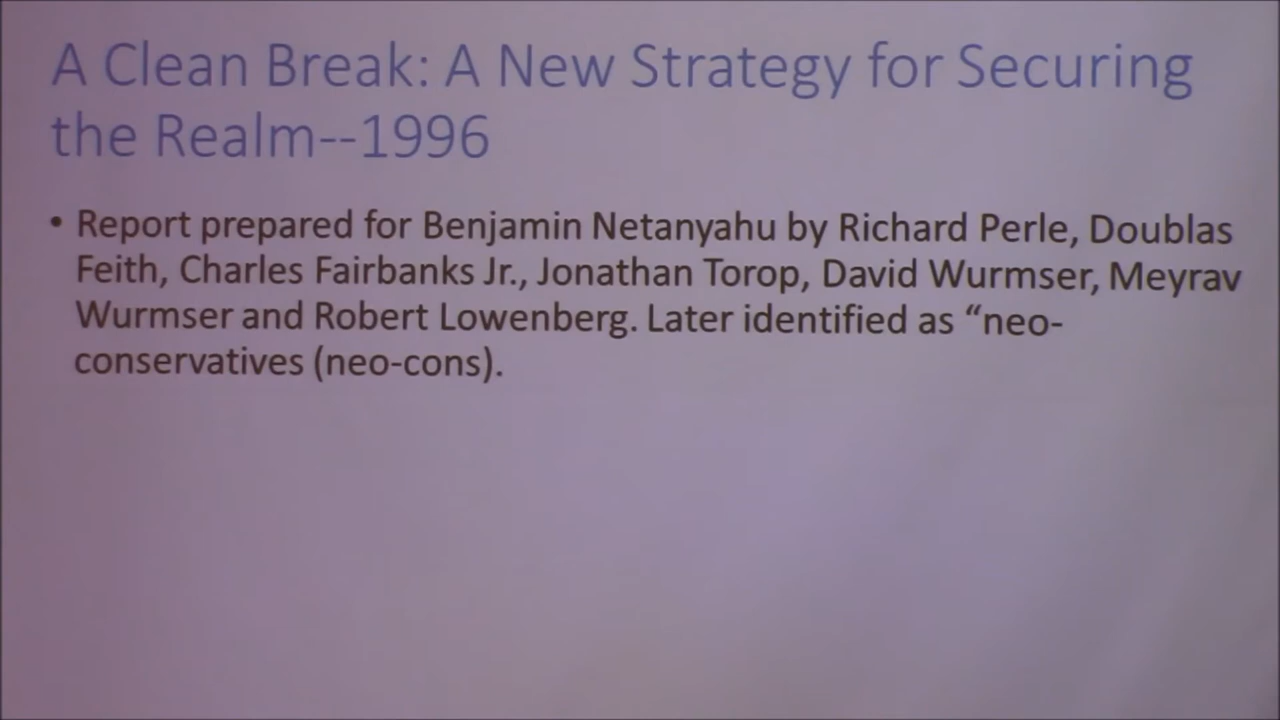 A Clean Break: A New Strategy for Securing
the Realm--1996
• Report prepared for Benjamin Netanyahu by Richard Perle, Doublas
Feith, Charles Fairbanks Jr., Jonathan Torop, David Wurmser, Meyrav
Wurmser and Robert Lowenberg. Later identified as “neo-
conservatives (neo-cons).